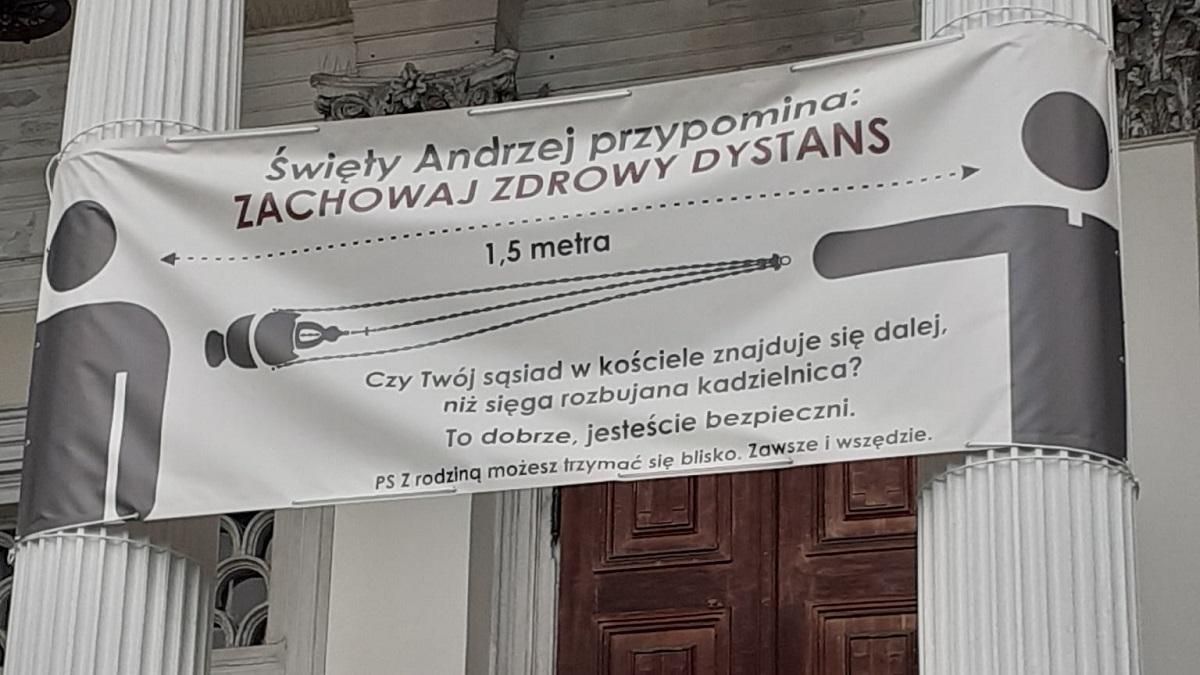 Święty Andrzej przypomina:
ZACHOWAJ ZDROWY DYSTANS
1,5 metra
Czy Twój sąsiad w kościele znajduje się dalej,
niż sięga rozbujana kadzielnica?
To dobrze, jesteście bezpieczni.
PS Z rodziną możesz trzymać się blisko. Zawsze i wszędzie.